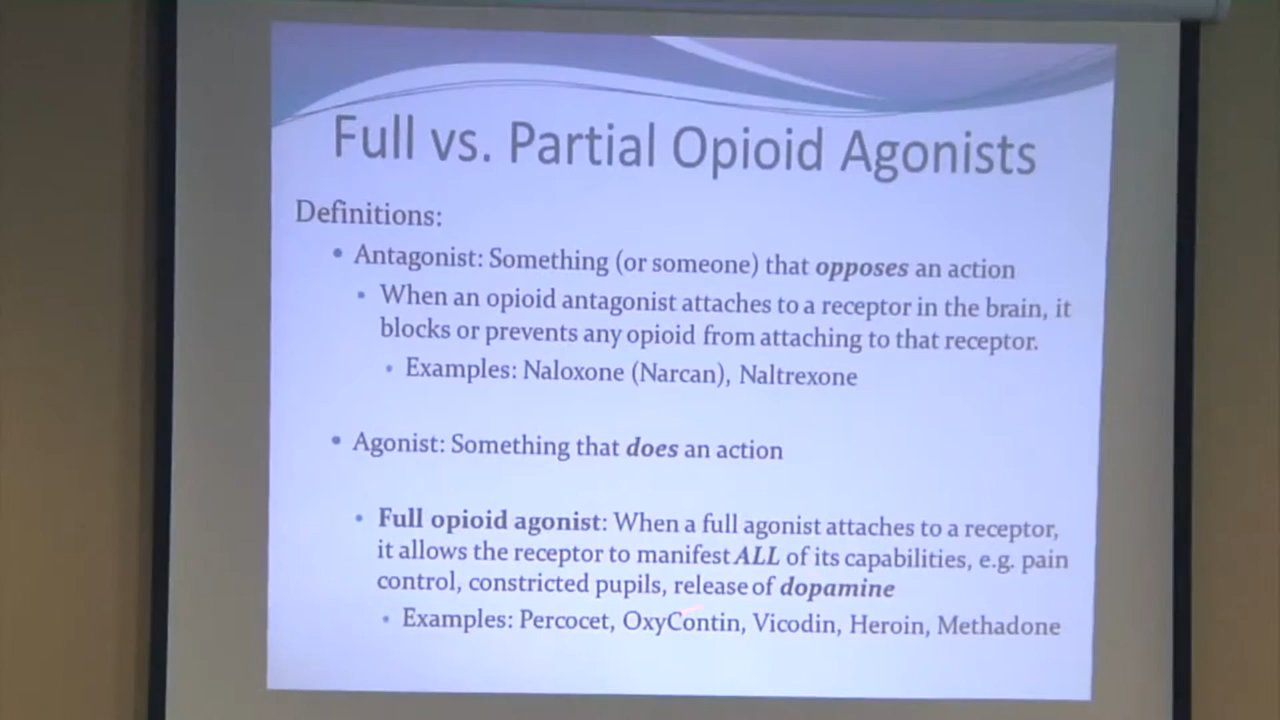 Full vs. Partial Opioid Agonists
Definitions:
• Antagonist: Something (or someone) that opposes an action
• When an opioid antagonist attaches to a receptor in the brain, it
blocks or prevents any opioid from attaching to that receptor.
• Examples: Naloxone (Narcan), Naltrexone
• Agonist: Something that does an action
• Full opioid agonist: When a full agonist attaches to a receptor,
it allows the receptor to manifest ALL of its capabilities, e.g. pain
control, constricted pupils, release of dopamine
• Examples: Percocet, OxyContin, Vicodin, Heroin, Methadone